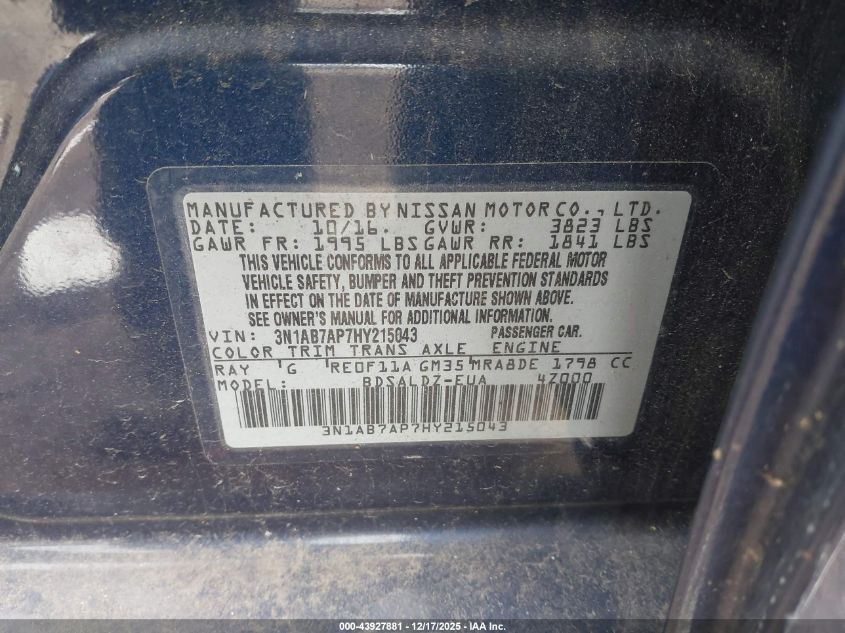 MANUFACTURED BY NISSAN MOTOR CO., LTD.
DATE: 10/16. GVWR: 3823 LBS
GAWR FR: 1995 LBS GAWR RR: 1841 LBS
THIS VEHICLE CONFORMS TO ALL APPLICABLE FEDERAL MOTOR
VEHICLE SAFETY, BUMPER AND THEFT PREVENTION STANDARDS
IN EFFECT ON THE DATE OF MANUFACTURE SHOWN ABOVE.
SEE OWNER'S MANUAL FOR ADDITIONAL LOADING INFORMATION.
VIN: 3N1AB7AP7HY215043 PASSENGER CAR.
COLOR TRIM TRANS AXLE ENGINE
RAY 'G 'RE0F11A GM35 MRA8DE 1798 CC
MODEL: BDSALDZ-EUA 4Z000
3N1AB7AP7HY215043
000-43927881 - 12/17/2025 - IAA Inc.